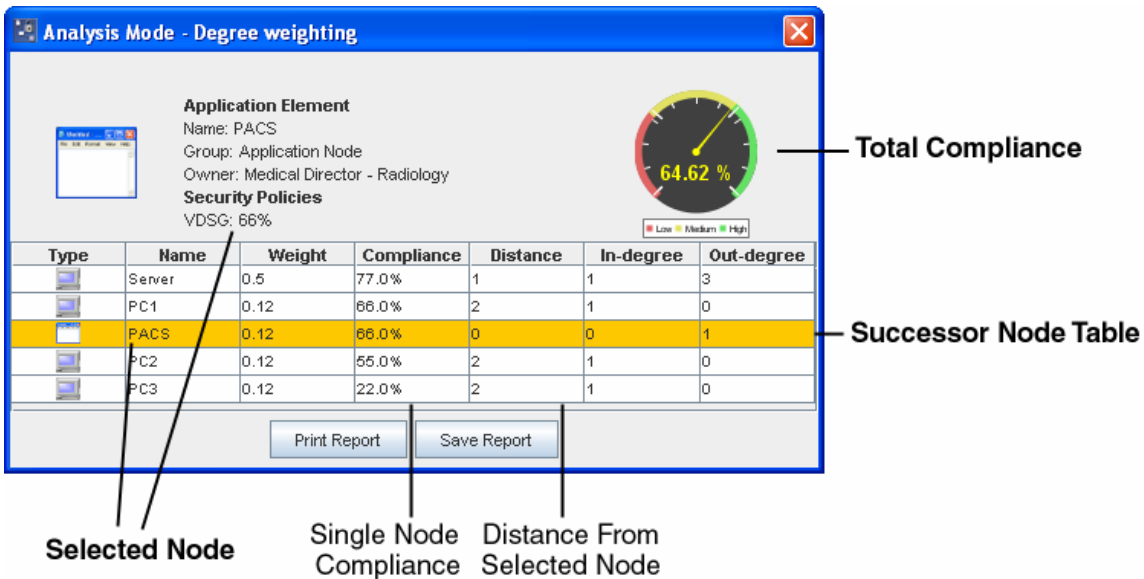 Analysis Mode - Degree weighting
Application Element
Name: PACS
Group: Application Node
Owner: Medical Director - Radiology
Security Policies
VDSG: 66%
64.62 %
Low Medium High
Total Compliance
Type Name Weight Compliance Distance In-degree Out-degree
Server 0.5 77.0% 1 1 3
PC1 0.12 66.0% 2 1 0
PACS 0.12 66.0% 0 0 1
Successor Node Table
PC2 0.12 55.0% 2 1 0
PC3 0.12 22.0% 2 1 0
Print Report Save Report
Selected Node
Single Node
Compliance
Distance From
Selected Node